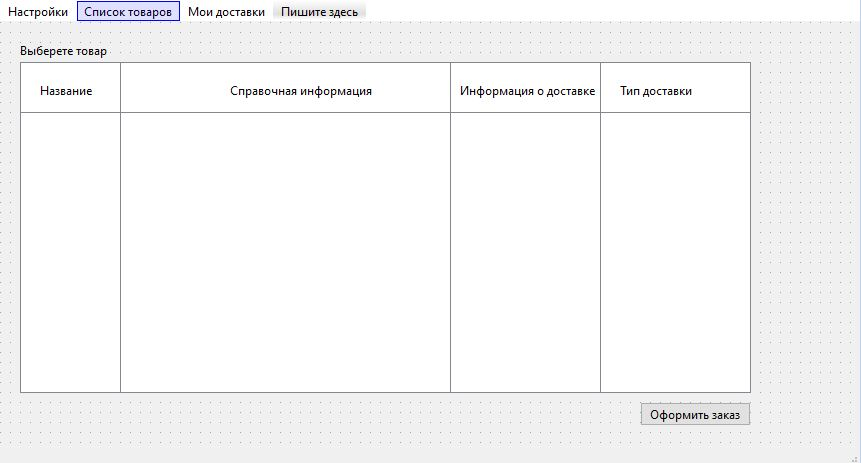 Настройки Список товаров Мои доставки Пишите здесь
Выберете товар
Название Справочная информация Информация о доставке Тип доставки
Оформить заказ